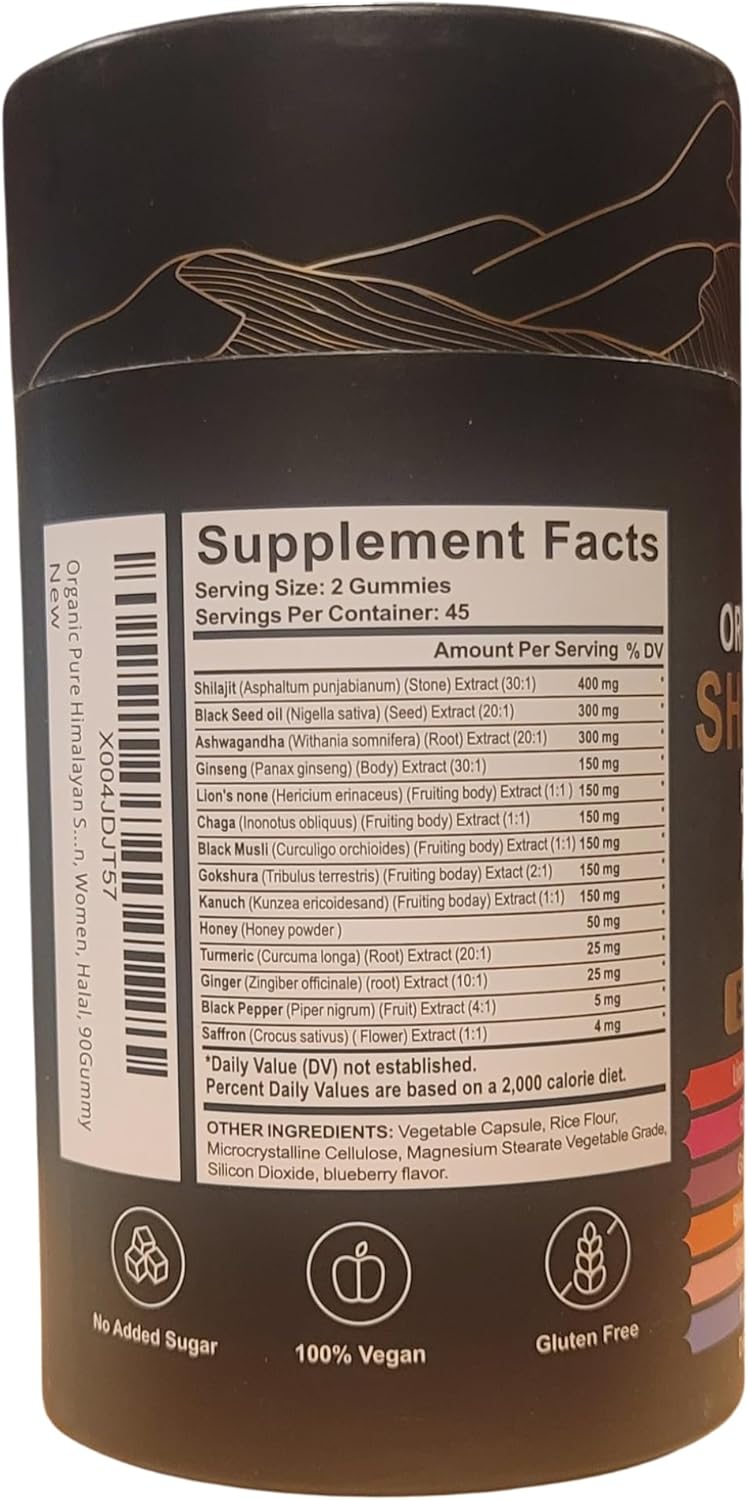 Supplement Facts
Serving Size: 2 Gummies
Servings Per Container: 45
Amount Per Serving % DV
Shilajit (Asphaltum punjabianum) (Stone) Extract (30:1) 400 mg *
Black Seed oil (Nigella sativa) (Seed) Extract (20:1) 300 mg *
Ashwagandha (Withania somnifera) (Root) Extract (20:1) 300 mg *
Ginseng (Panax ginseng) (Body) Extract (30:1) 150 mg *
Lion's none (Hericium erinaceus) (Fruiting body) Extract (1:1 ) 150 mg *
Chaga (Inonotus obliquus) (Fruiting body) Extract (1:1) 150 mg *
Black Musli (Curculigo orchioides) (Fruiting body) Extract (1:1) 150 mg *
Gokshura (Tribulus terrestris) (Fruiting boday) Extact (2:1) 150 mg *
Kanuch (Kunzea ericoidesand) (Fruiting boday) Extract (1:1) 150 mg *
Honey (Honey powder ) 50 mg *
Turmeric (Curcuma longa) (Root) Extract (20:1) 25 mg *
Ginger (Zingiber officinale) (root) Extract (10:1) 25 mg *
Black Pepper (Piper nigrum) (Fruit) Extract (4:1) 5 mg *
Saffron (Crocus sativus) ( Flower) Extract (1:1) 4 mg *
*Daily Value (DV) not established.
Percent Daily Values are based on a 2,000 calorie diet.
OTHER INGREDIENTS: Vegetable Capsule, Rice Flour,
Microcrystalline Cellulose, Magnesium Stearate Vegetable Grade,
Silicon Dioxide, blueberry flavor.
X004JDJT57
Organic Pure Himalayan S...n, Women, Halal, 90Gummy
New
No Added Sugar
100% Vegan
Gluten Free
OR
SH